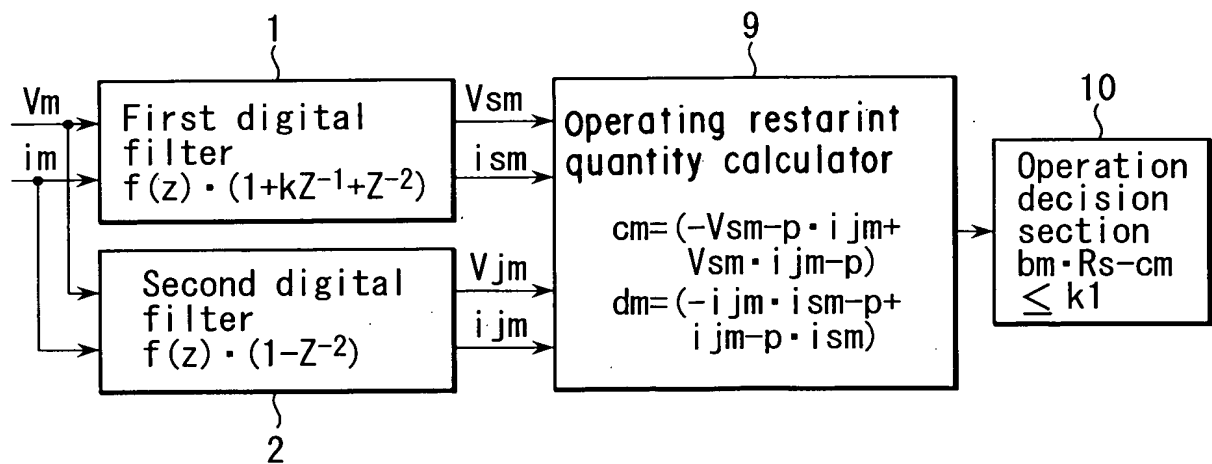 1
9
10
2
Vm
im
First digital
filter
f(z)・(1+kZ⁻¹+Z⁻²)
Second digital
filter
f(z)・(1-Z⁻²)
Vsm
ism
Vjm
ijm
Operating restarint
quantity calculator
cm=(-Vsm-p・ijm+
Vsm・ijm-p)
dm=(-ijm・ism-p+
ijm-p・ism)
Operation
decision
section
bm・Rs-cm
≤ k1